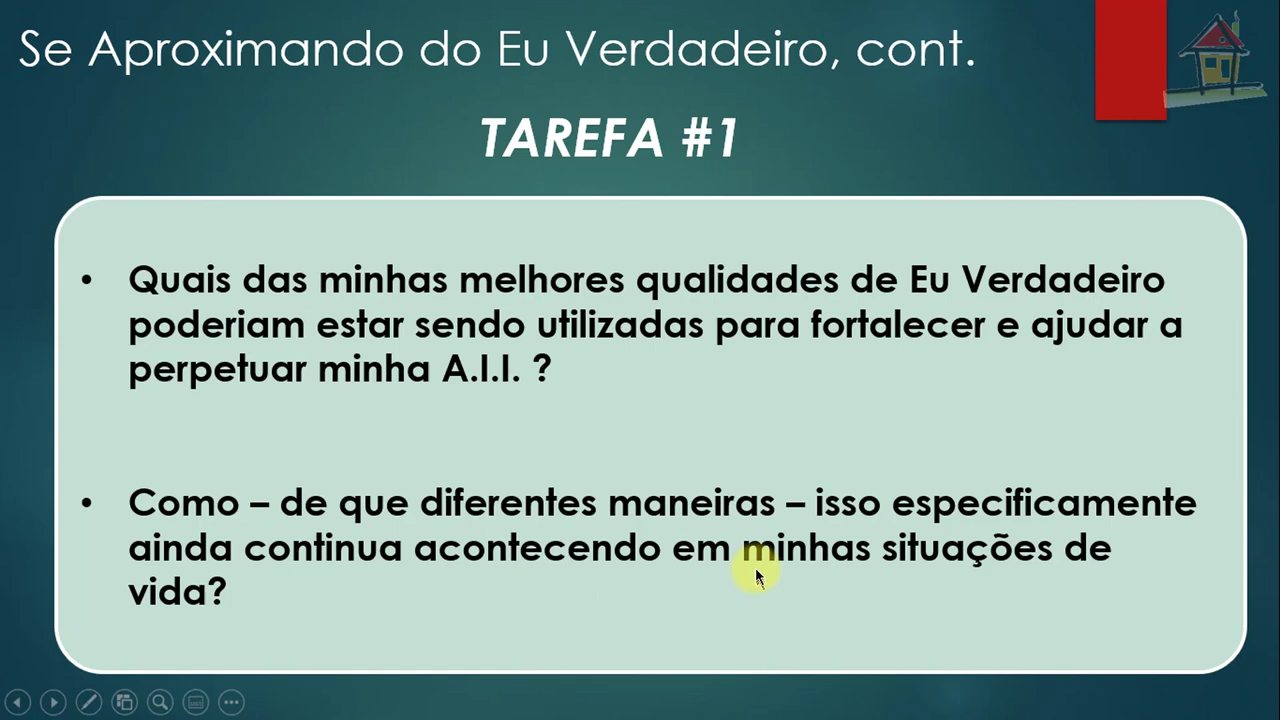 Se Aproximando do Eu Verdadeiro, cont.
TAREFA #1
• Quais das minhas melhores qualidades de Eu Verdadeiro
poderiam estar sendo utilizadas para fortalecer e ajudar a
perpetuar minha A.I.I. ?
• Como – de que diferentes maneiras – isso especificamente
ainda continua acontecendo em minhas situações de
vida?